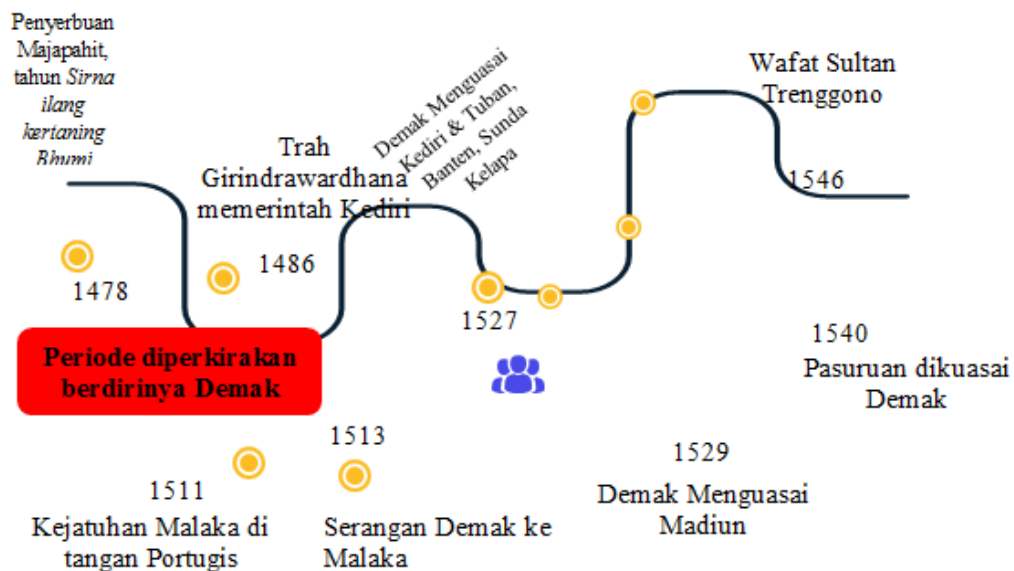 Penyerbuan
Majapahit,
tahun Sirna
ilang
kertaning
Bhumi
1478
Trah
Girindrawardhana
memerintah Kediri
1486
Demak Menguasai
Kediri & Tuban,
Banten, Sunda
Kelapa
1527
Wafat Sultan
Trenggono
1546
Periode diperkirakan
berdirinya Demak
1511
Kejatuhan Malaka di
tangan Portugis
1513
Serangan Demak ke
Malaka
1529
Demak Menguasai
Madiun
1540
Pasuruan dikuasai
Demak